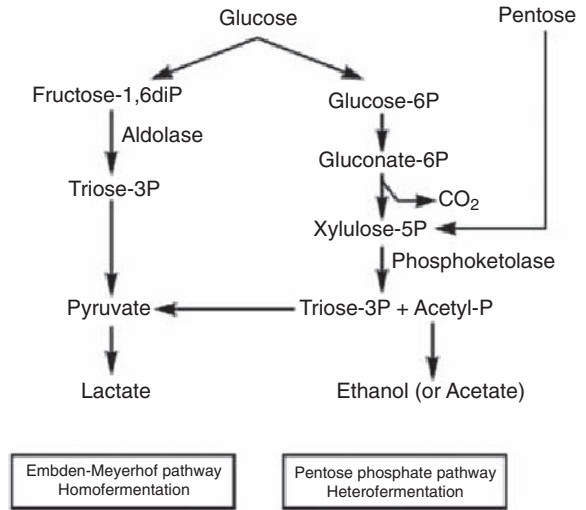 Glucose
Pentose
Fructose-1,6diP
Glucose-6P
Aldolase
Gluconate-6P
Triose-3P
CO₂
Xylulose-5P
Phosphoketolase
Pyruvate
Triose-3P + Acetyl-P
Lactate
Ethanol (or Acetate)
Embden-Meyerhof pathway
Homofermentation
Pentose phosphate pathway
Heterofermentation